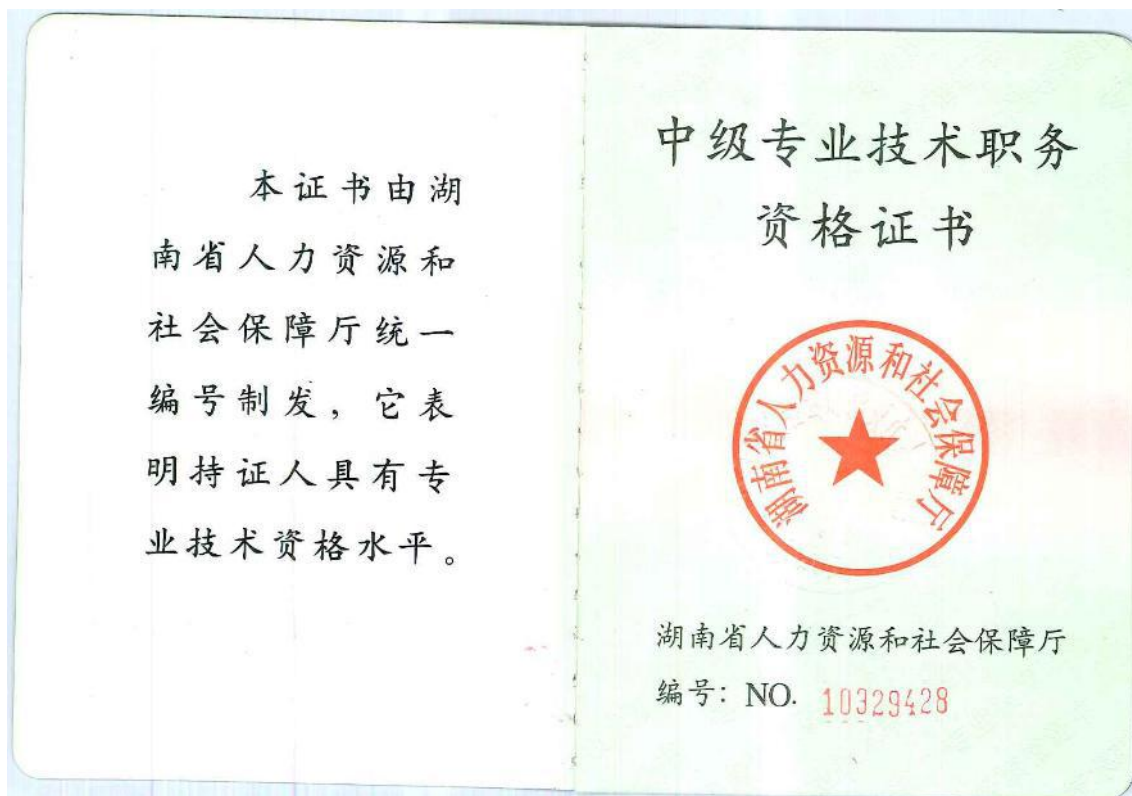 本证书由湖
南省人力资源和
社会保障厅统一
编号制发，它表
明持证人具有专
业技术资格水平。
中级专业技术职务
资格证书
湖南省人力资源和社会保障厅
湖南省人力资源和社会保障厅
编号：NO. 10329428